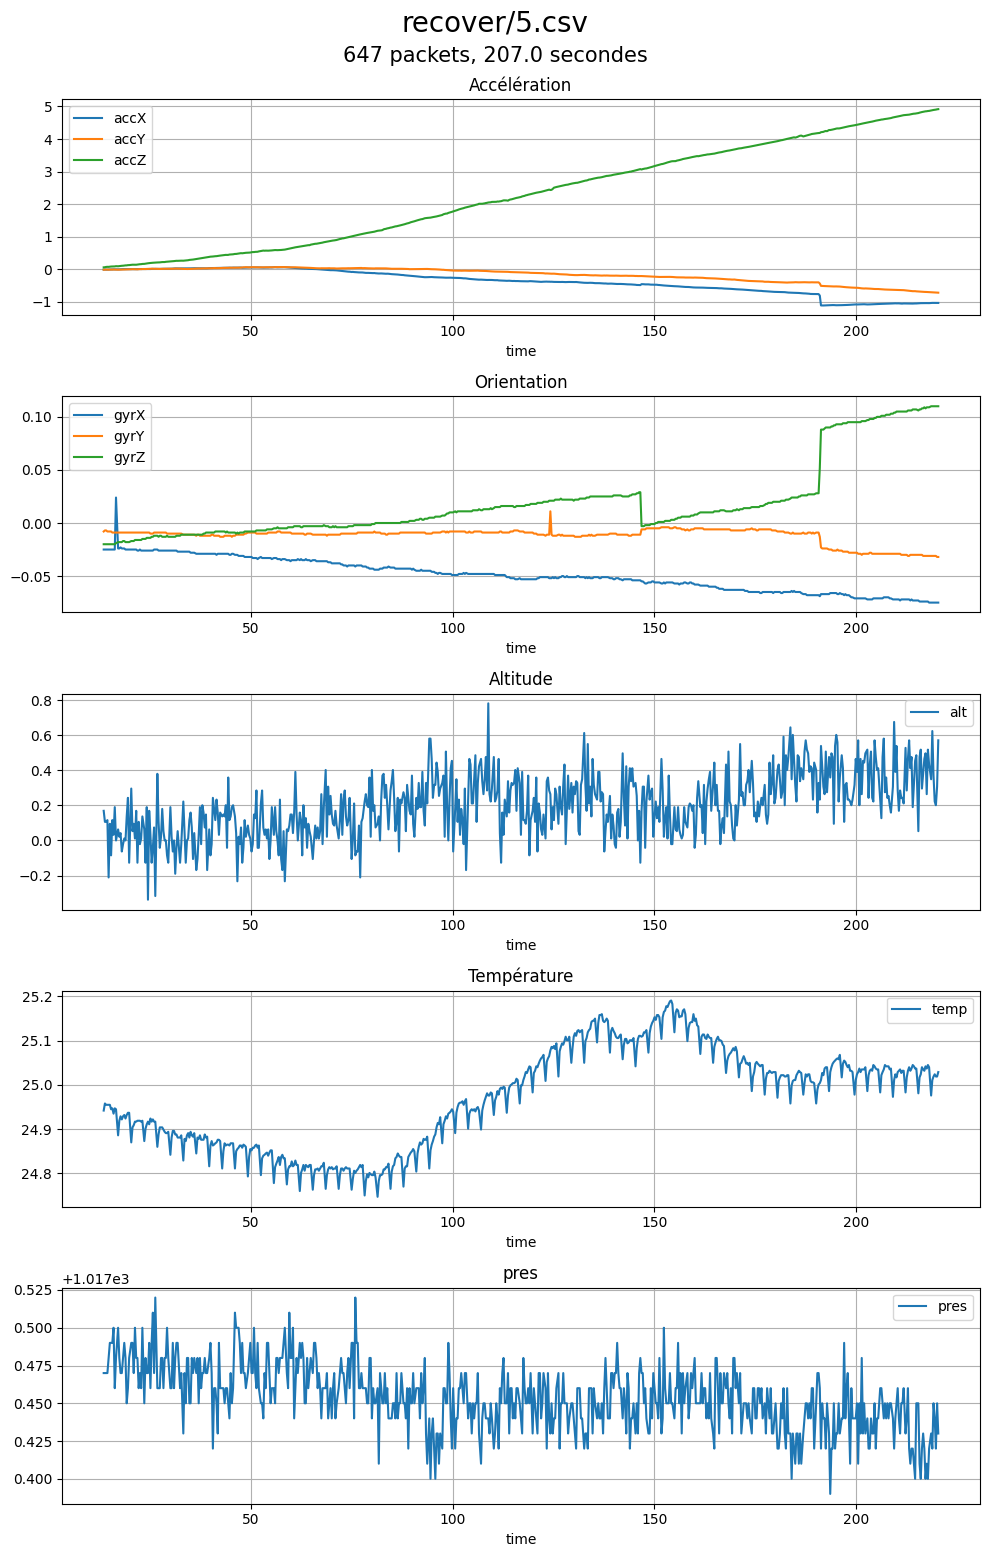 recover/5.csv
647 packets, 207.0 secondes
Accélération
5
4
3
2
1
0
−1
accX
accY
accZ
50
100
150
200
time
Orientation
0.10
0.05
0.00
−0.05
gyrX
gyrY
gyrZ
50
100
150
200
time
Altitude
0.8
0.6
0.4
0.2
0.0
−0.2
alt
50
100
150
200
time
Température
25.2
25.1
25.0
24.9
24.8
temp
50
100
150
200
time
pres
+1.017e3
0.525
0.500
0.475
0.450
0.425
0.400
pres
50
100
150
200
time